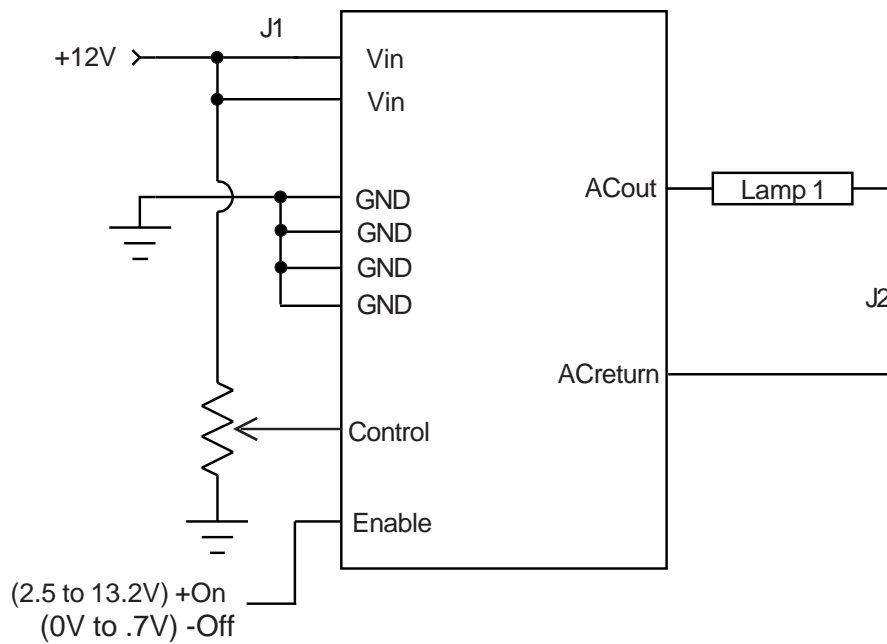 J1
+12V
Vin
Vin
GND
GND
GND
GND
Control
Enable
ACout
Lamp 1
J2
ACreturn
(2.5 to 13.2V) +On
(0V to .7V) -Off